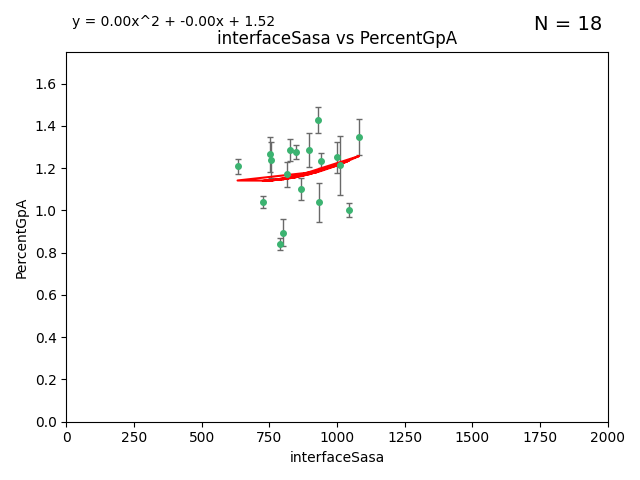 y = 0.00x^2 + -0.00x + 1.52
N = 18
interfaceSasa vs PercentGpA
PercentGpA
1.6
1.4
1.2
1.0
0.8
0.6
0.4
0.2
0.0
0 250 500 750 1000 1250 1500 1750 2000
interfaceSasa